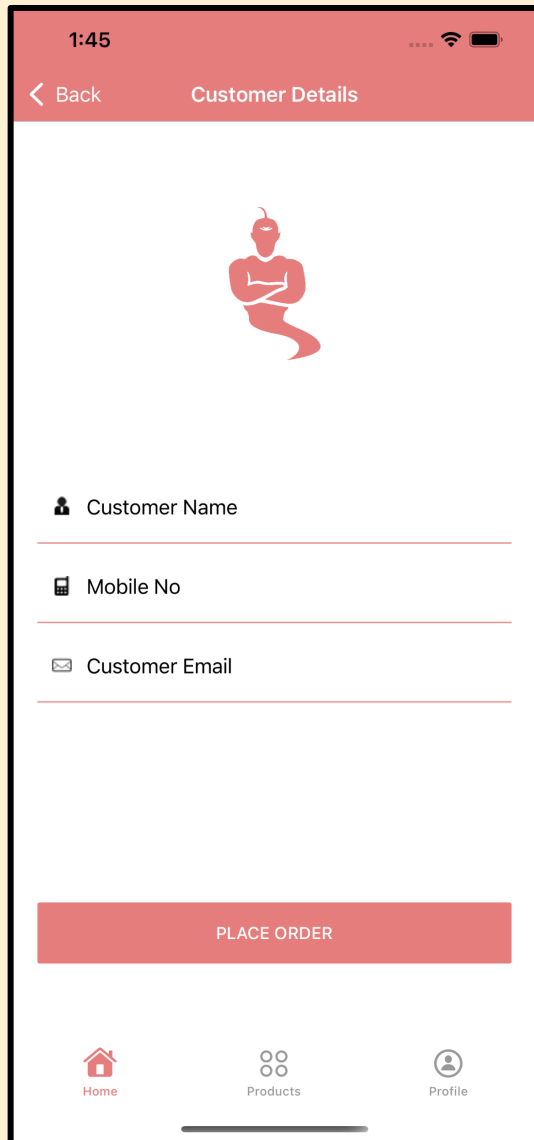 1:45
Back
Customer Details
Customer Name
Mobile No
Customer Email
PLACE ORDER
Home
Products
Profile